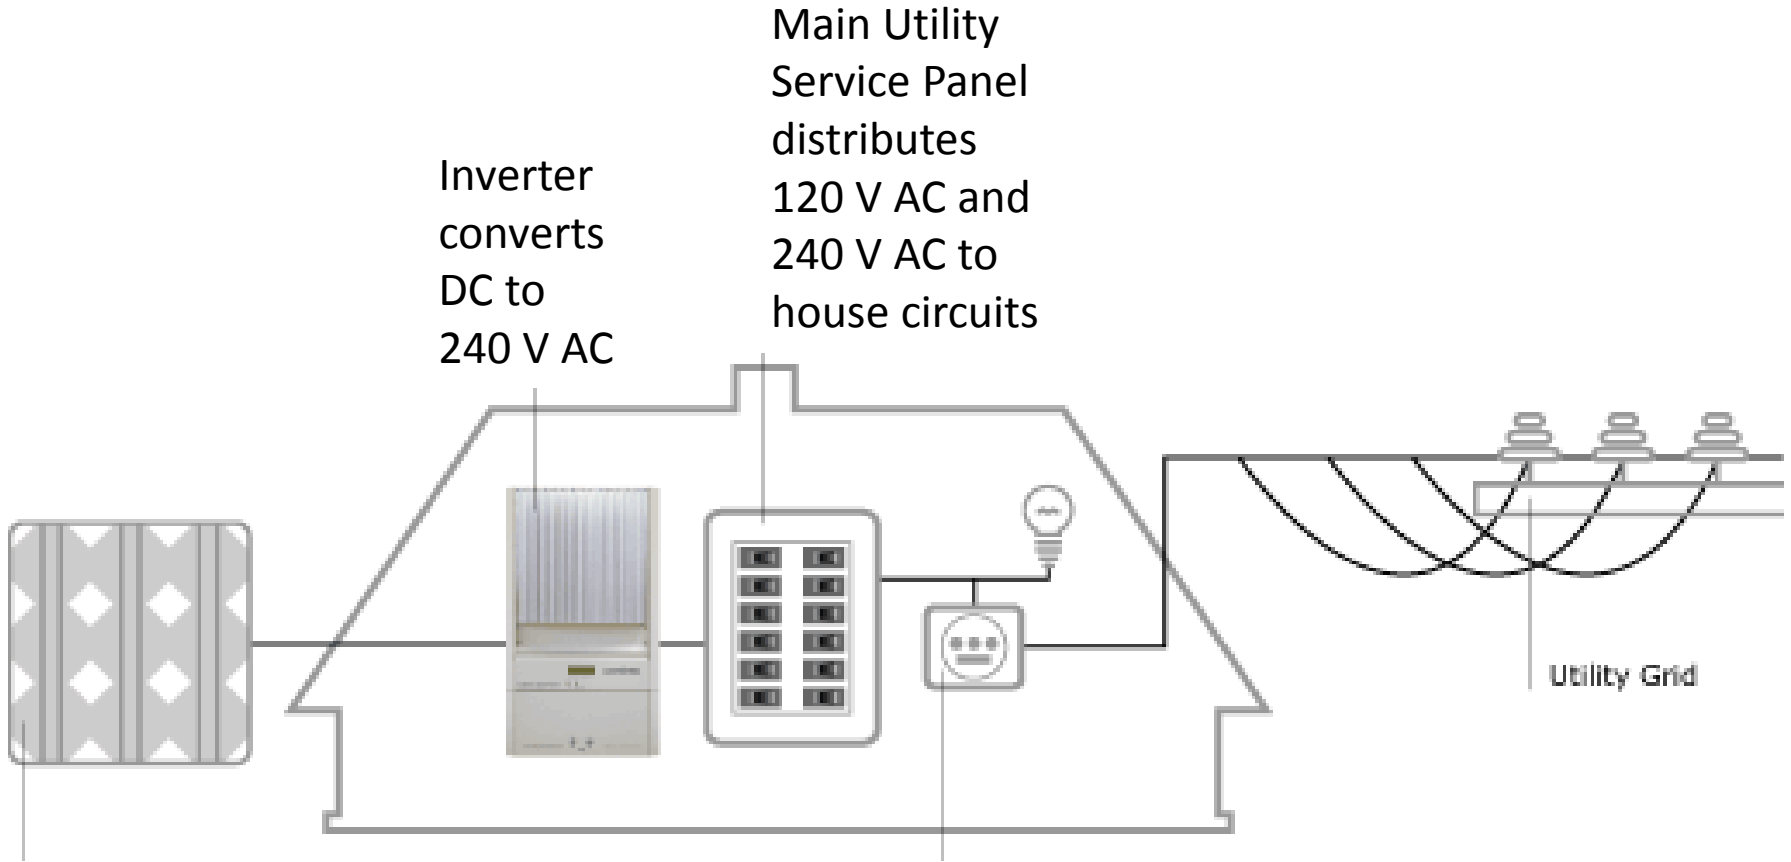 Main Utility
Service Panel
distributes
120 V AC and
240 V AC to
house circuits
Inverter
converts
DC to
240 V AC
Utility Grid